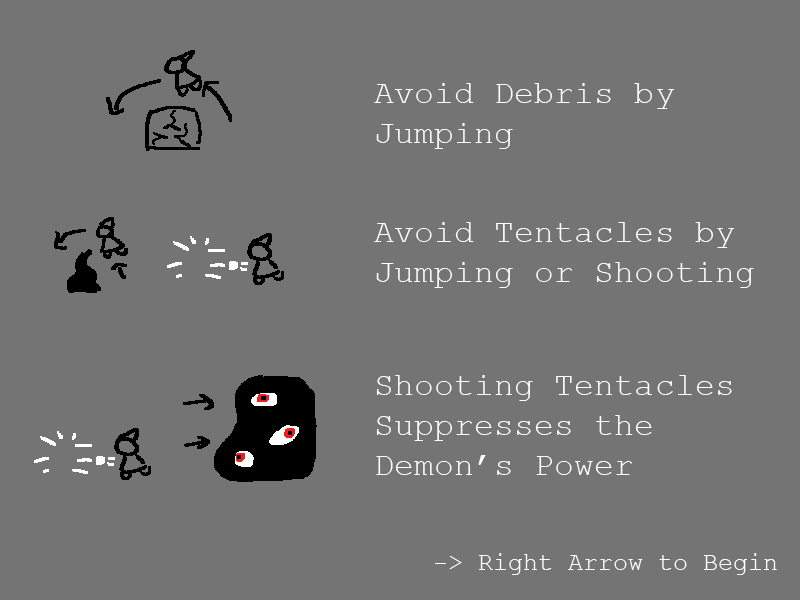 Avoid Debris by
Jumping
Avoid Tentacles by
Jumping or Shooting
Shooting Tentacles
Suppresses the
Demon’s Power
-> Right Arrow to Begin